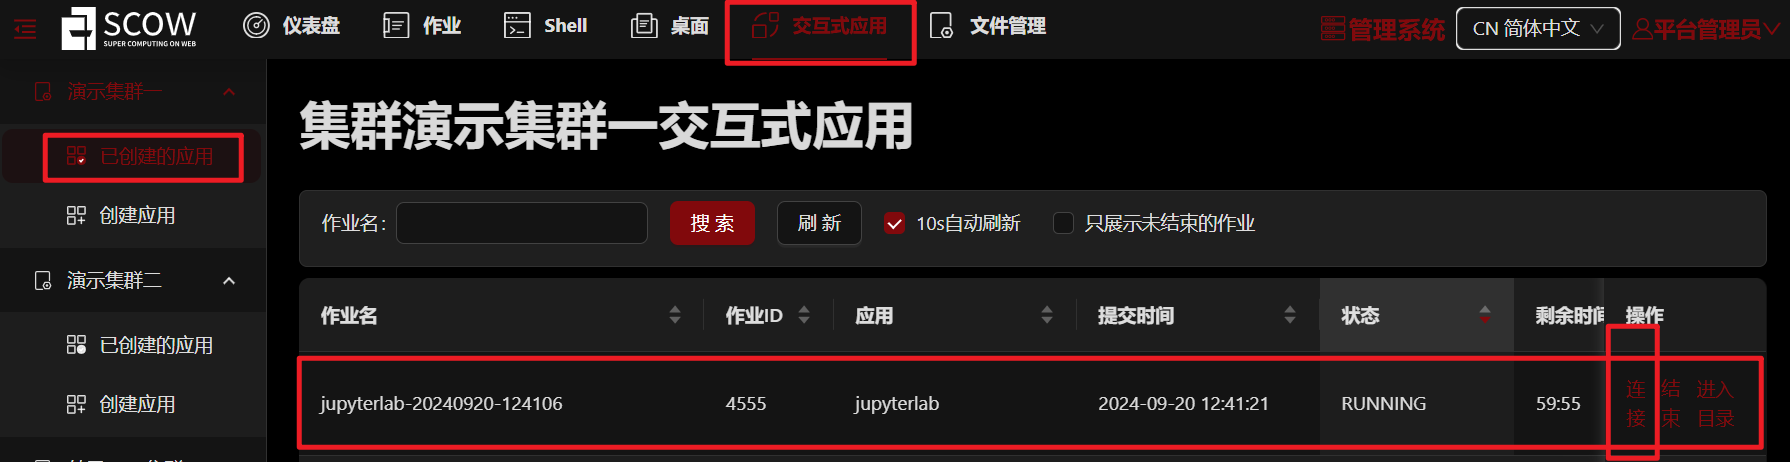 SCOW
SUPER COMPUTING ON WEB
仪表盘
作业
Shell
桌面
交互式应用
文件管理
管理系统
CN 简体中文
平台管理员
演示集群一
已创建的应用
创建应用
演示集群二
已创建的应用
创建应用
集群演示集群一交互式应用
作业名:
搜 索
刷 新
10s自动刷新
只展示未结束的作业
作业名
作业ID
应用
提交时间
状态
剩余时间
操作
jupyterlab-20240920-124106
4555
jupyterlab
2024-09-20 12:41:21
RUNNING
59:55
连接
结束
进入目录